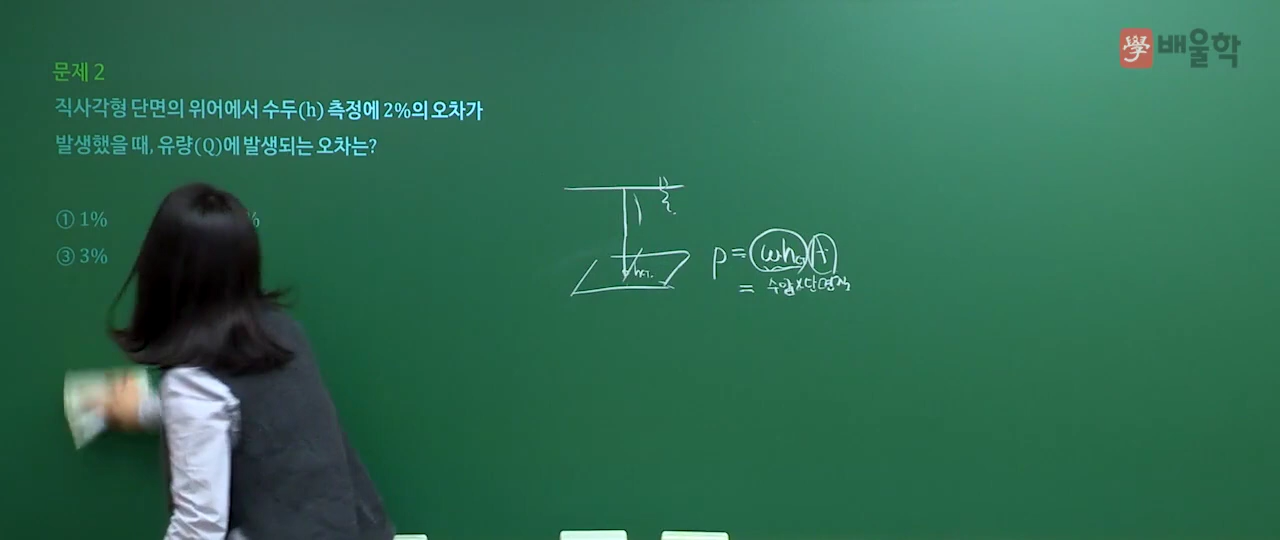 學 배울학
문제 2
직사각형 단면의 위어에서 수두(h) 측정에 2%의 오차가
발생했을 때, 유량(Q)에 발생되는 오차는?
① 1%
%
③ 3%
P = whG A
= 수압×단면적
hG.